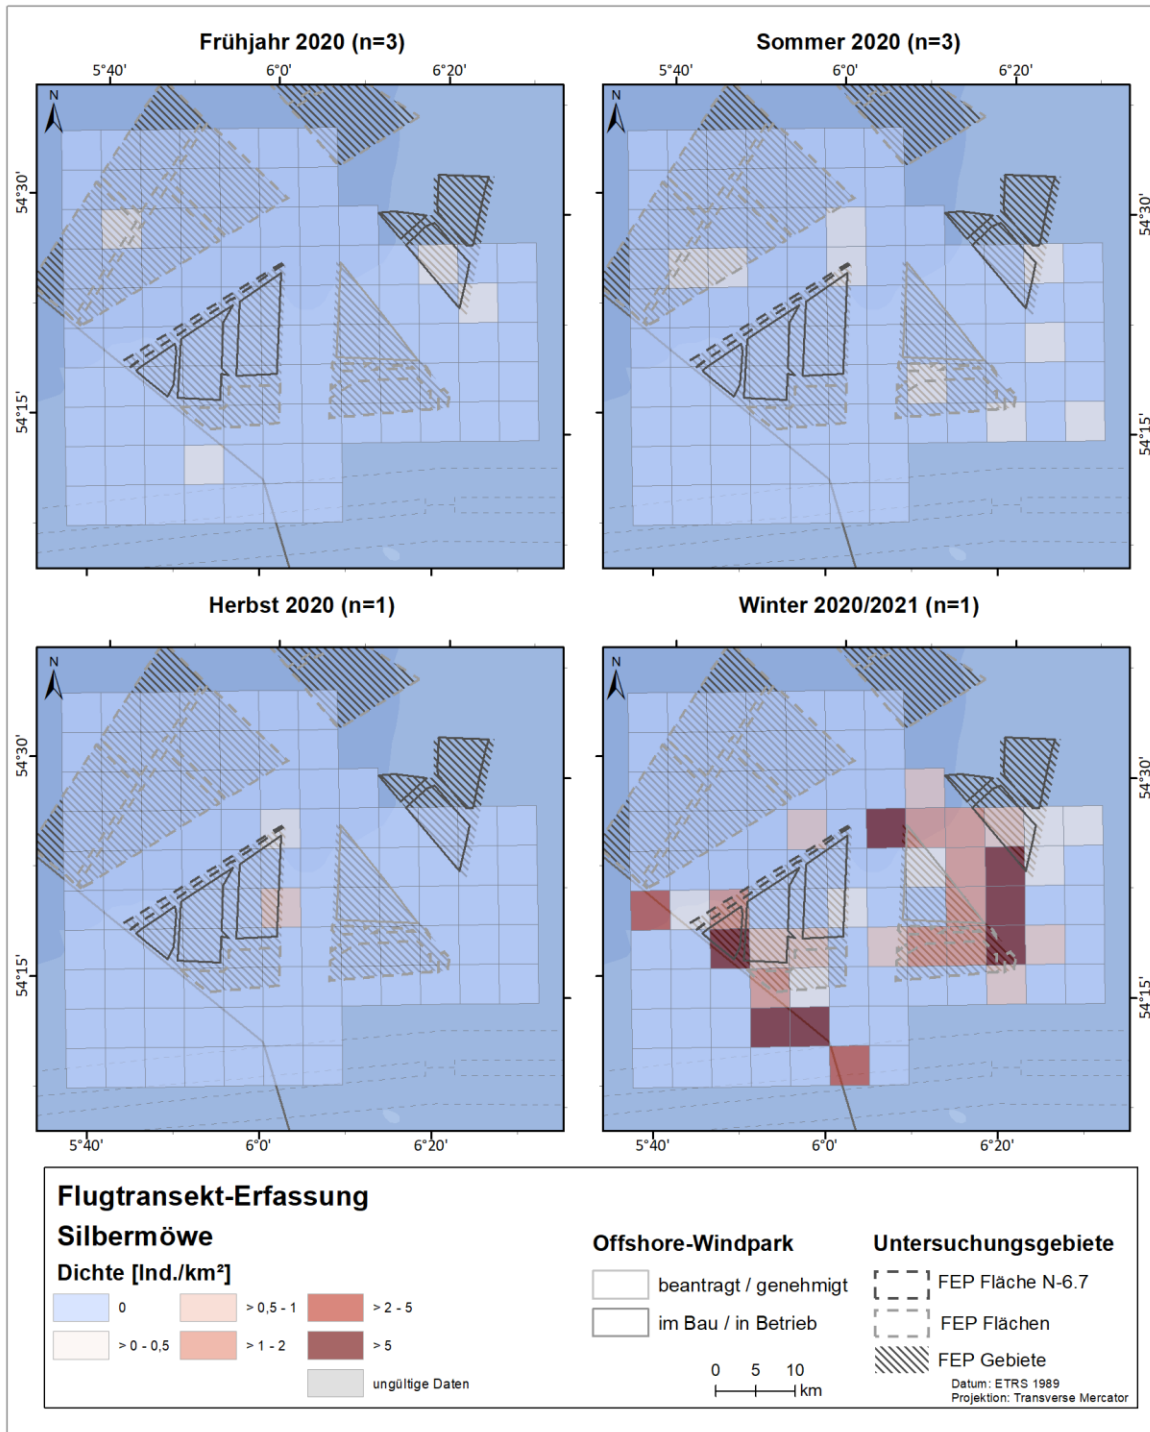 Frühjahr 2020 (n=3)
Sommer 2020 (n=3)
5°40'
6°0'
6°20'
5°40'
6°0'
6°20'
N
N
54°30'
54°15'
54°30'
54°15'
Herbst 2020 (n=1)
Winter 2020/2021 (n=1)
N
N
54°30'
54°15'
54°30'
54°15'
5°40'
6°0'
6°20'
5°40'
6°0'
6°20'
Flugtransekt-Erfassung
Silbermöwe
Dichte [Ind./km²]
0
> 0,5 - 1
> 2 - 5
> 0 - 0,5
> 1 - 2
> 5
ungültige Daten
Offshore-Windpark
beantragt / genehmigt
im Bau / in Betrieb
0 5 10
km
Untersuchungsgebiete
FEP Fläche N-6.7
FEP Flächen
FEP Gebiete
Datum: ETRS 1989
Projektion: Transverse Mercator